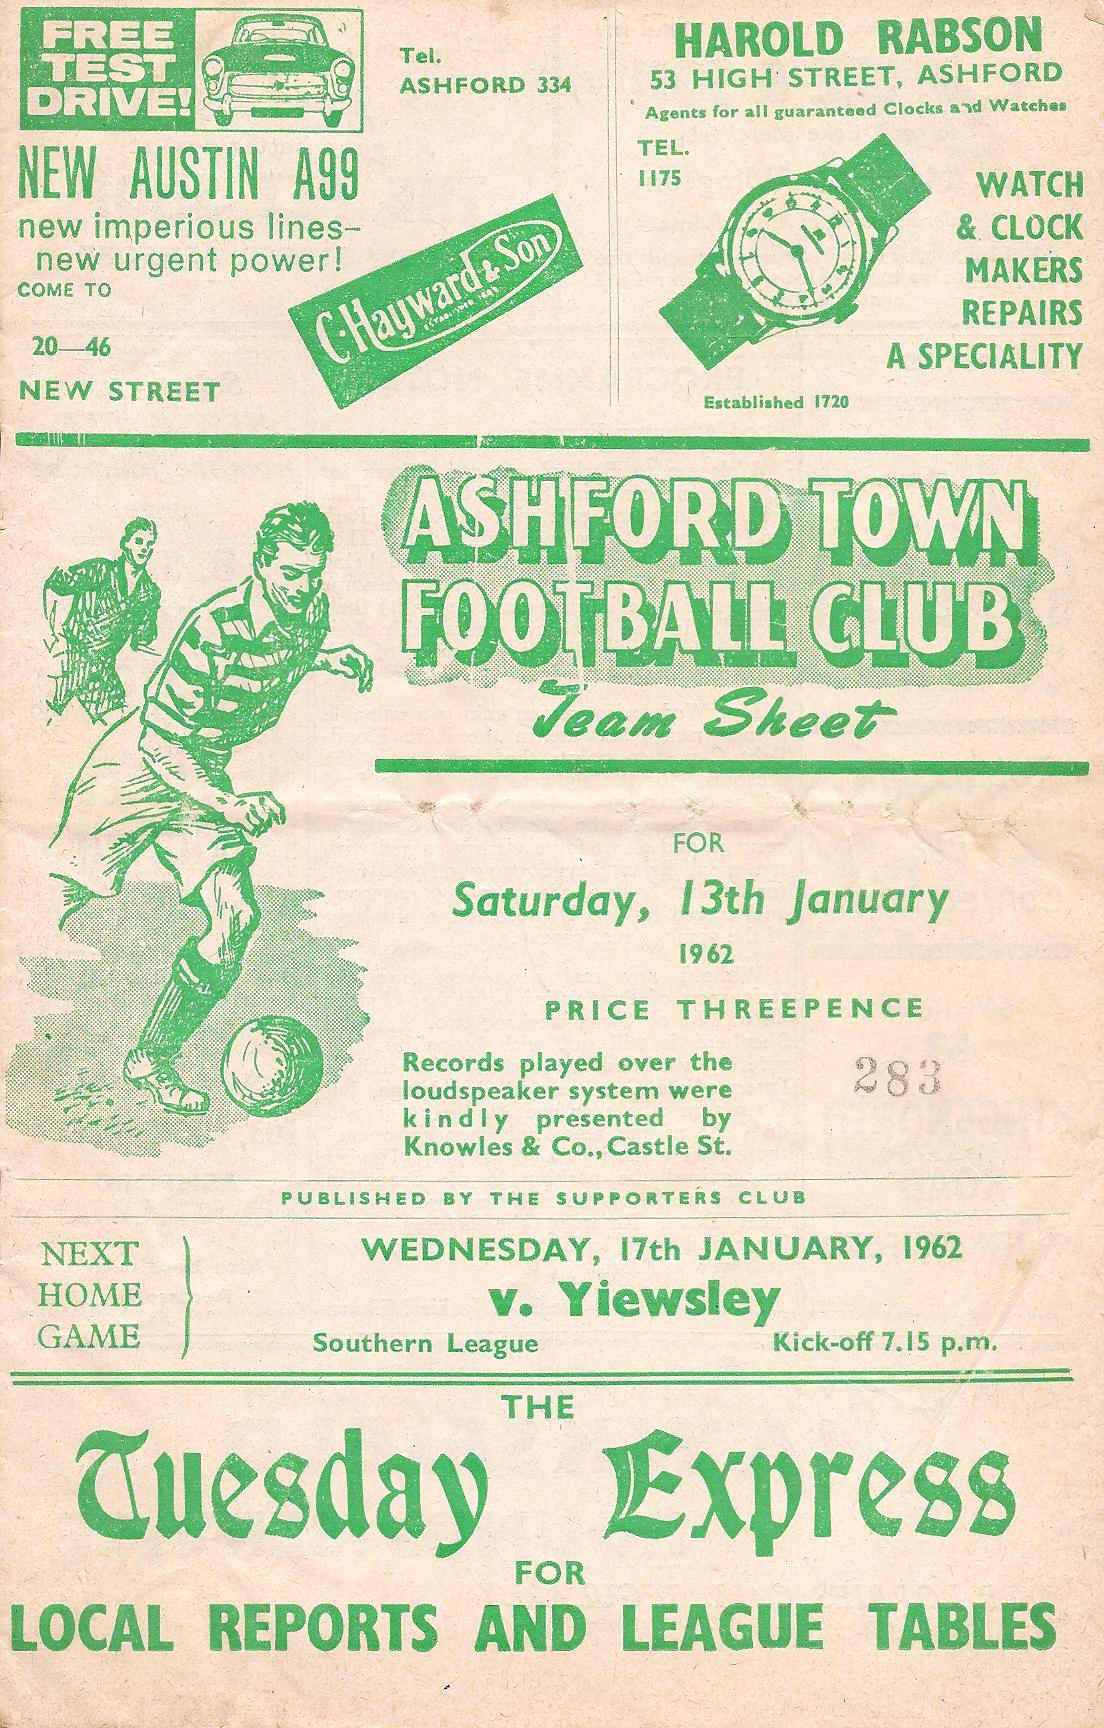 FREE
TEST
DRIVE!
NEW AUSTIN A99
new imperious lines-
new urgent power!
COME TO
20—46
NEW STREET
Tel.
ASHFORD 334
C. Hayward & Son
ESTABLISHED
HAROLD RABSON
53 HIGH STREET, ASHFORD
Agents for all guaranteed Clocks and Watches
TEL.
1175
WATCH
& CLOCK
MAKERS
REPAIRS
A SPECIALITY
Established 1720
ASHFORD TOWN
FOOTBALL CLUB
Team Sheet
FOR
Saturday, 13th January
1962
PRICE THREEPENCE
Records played over the
loudspeaker system were
kindly presented by
Knowles & Co., Castle St.
283
PUBLISHED BY THE SUPPORTERS CLUB
NEXT
HOME
GAME
WEDNESDAY, 17th JANUARY, 1962
v. Yiewsley
Southern League Kick-off 7.15 p.m.
THE
Tuesday Express
FOR
LOCAL REPORTS AND LEAGUE TABLES